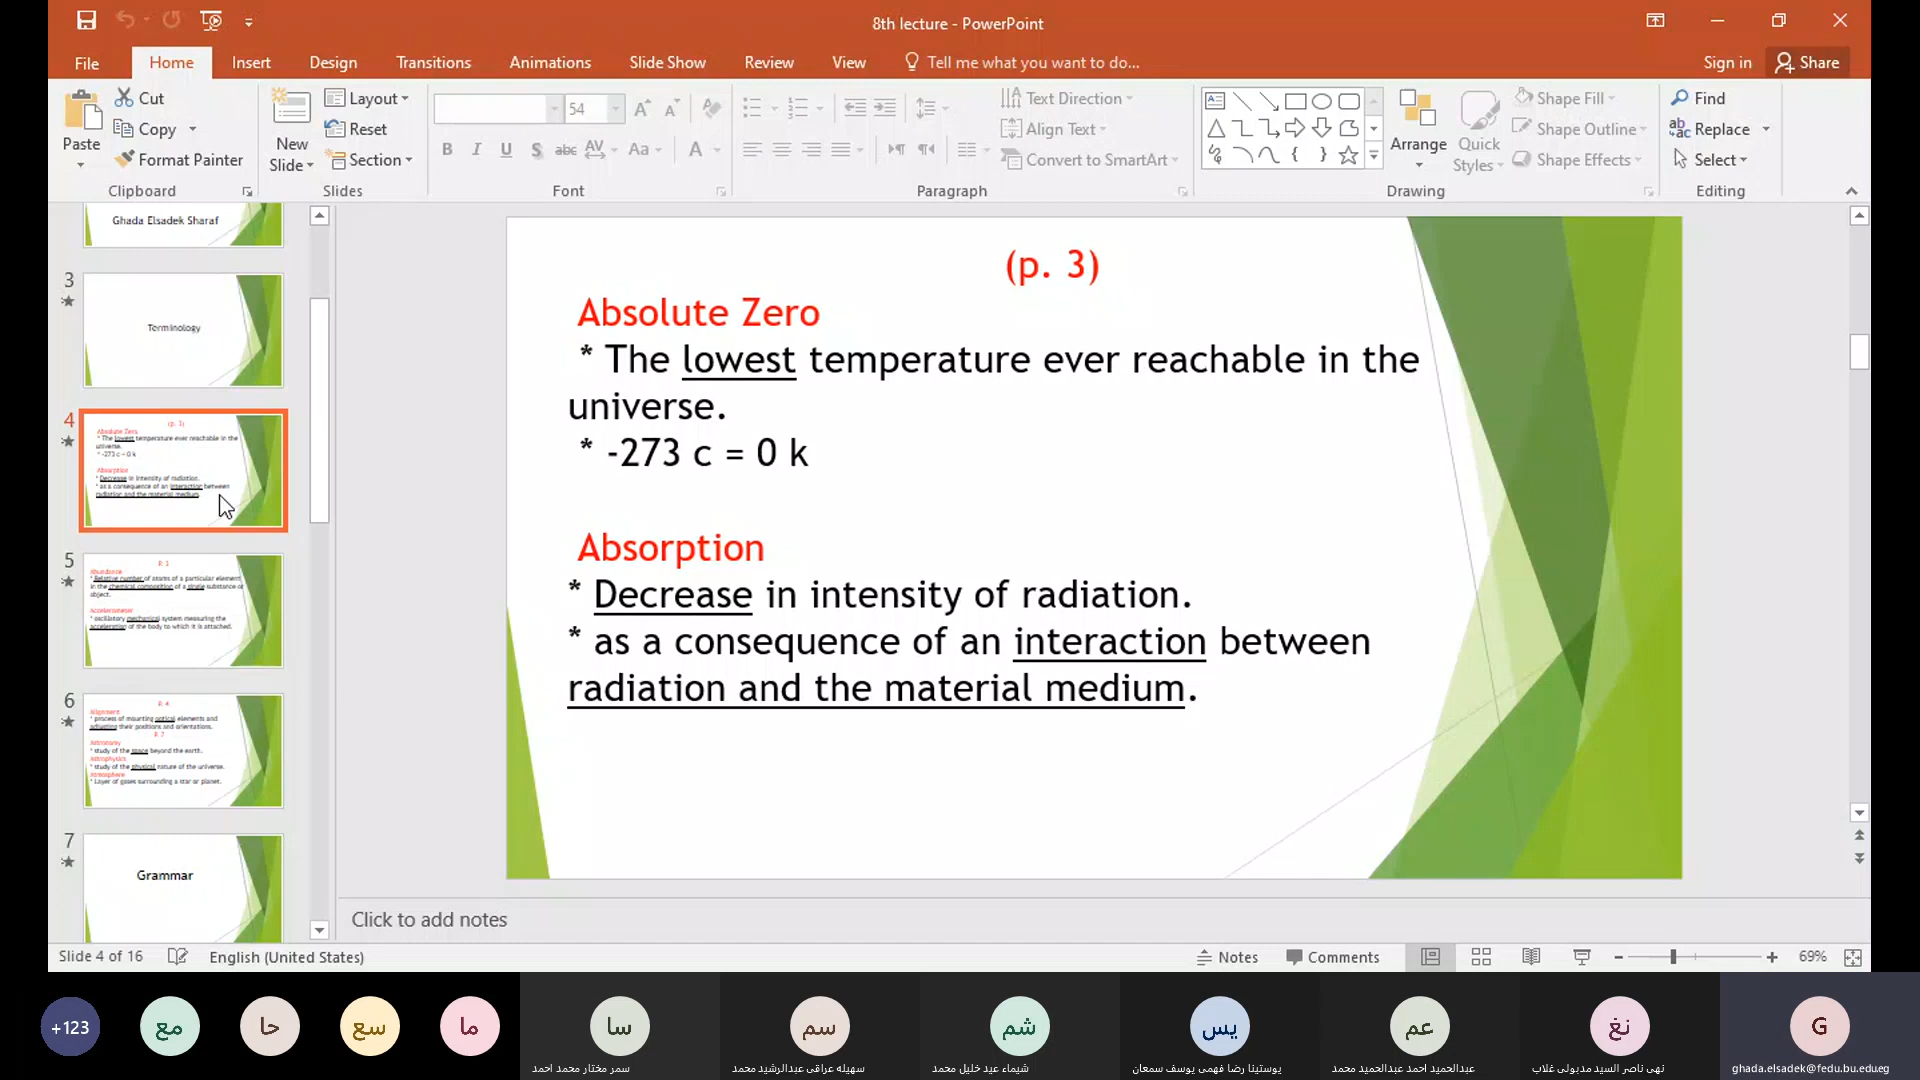 8th lecture - PowerPoint
File Home Insert Design Transitions Animations Slide Show Review View Tell me what you want to do... Sign in Share
Paste
Cut
Copy
Format Painter
Clipboard
New Slide
Layout
Reset
Section
Slides
54
B I U S abc AV Aa A
Font
Text Direction
Align Text
Convert to SmartArt
Paragraph
Arrange
Quick Styles
Shape Fill
Shape Outline
Shape Effects
Drawing
Find
Replace
Select
Editing
Ghada Elsadek Sharaf
3
Terminology
4
(p. 3)
Absolute Zero
* The lowest temperature ever reachable in the
universe.
* -273 c = 0 k
Absorption
* Decrease in intensity of radiation.
* as a consequence of an interaction between
radiation and the material medium.
5
P. 3
Abundance
* Relative number of atoms of a particular element
in the chemical composition of a single substance or
object.
Accelerometer
* oscillatory mechanical system measuring the
acceleration of the body to which it is attached.
6
P. 4
Alignment
* process of mounting optical elements and
adjusting their positions and orientations.
Astronomy
* study of the space beyond the earth.
Astrophysics
* study of the physical nature of the universe.
Atmosphere
* Layer of gases surrounding a star or planet.
7
Grammar
(p. 3)
Absolute Zero
* The lowest temperature ever reachable in the
universe.
* -273 c = 0 k
Absorption
* Decrease in intensity of radiation.
* as a consequence of an interaction between
radiation and the material medium.
Click to add notes
Slide 4 of 16 English (United States) Notes Comments 69%
+123 مع حا سع ما سا سم شم يس عم نغ G
سمر مختار محمد احمد
سهيله عراقى عبدالرشيد محمد
شيماء عيد خليل محمد
يوستينا رضا فهمى يوسف سمعان
عبدالحميد احمد عبدالحميد محمد
نهى ناصر السيد مدبولى غلاب
ghada.elsadek@fedu.bu.edu.eg